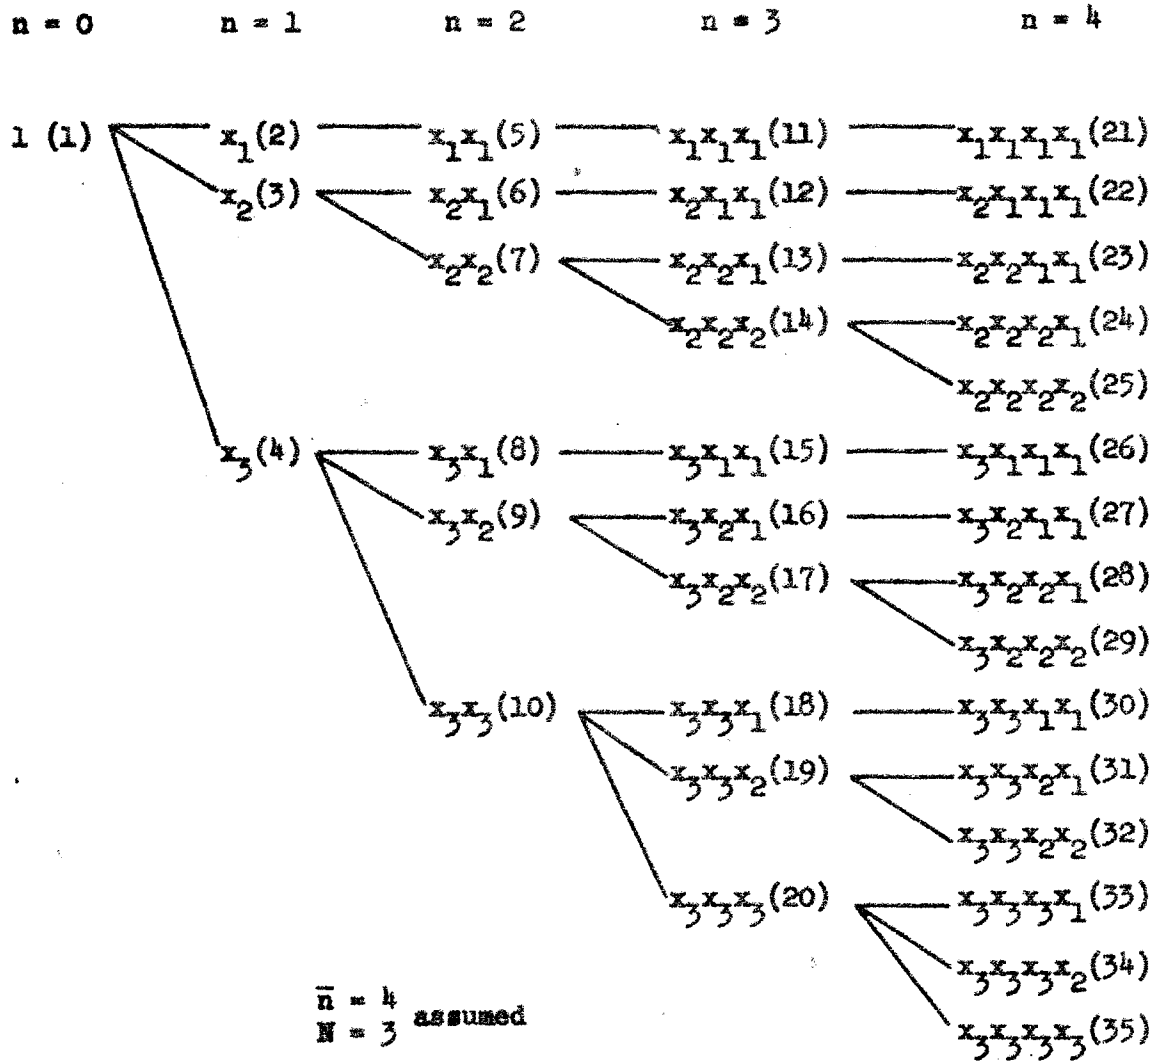 n = 0 n = 1 n = 2 n = 3 n = 4
1 (1) x₁(2) x₁x₁(5) x₁x₁x₁(11) x₁x₁x₁x₁(21)
x₂(3) x₂x₁(6) x₂x₁x₁(12) x₂x₁x₁x₁(22)
x₂x₂(7) x₂x₂x₁(13) x₂x₂x₁x₁(23)
x₂x₂x₂(14) x₂x₂x₂x₁(24)
x₂x₂x₂x₂(25)
x₃(4) x₃x₁(8) x₃x₁x₁(15) x₃x₁x₁x₁(26)
x₃x₂(9) x₃x₂x₁(16) x₃x₂x₁x₁(27)
x₃x₂x₂(17) x₃x₂x₂x₁(28)
x₃x₂x₂x₂(29)
x₃x₃(10) x₃x₃x₁(18) x₃x₃x₁x₁(30)
x₃x₃x₂(19) x₃x₃x₂x₁(31)
x₃x₃x₂x₂(32)
x₃x₃x₃(20) x₃x₃x₃x₁(33)
x₃x₃x₃x₂(34)
x₃x₃x₃x₃(35)
n̅ = 4
N = 3 assumed